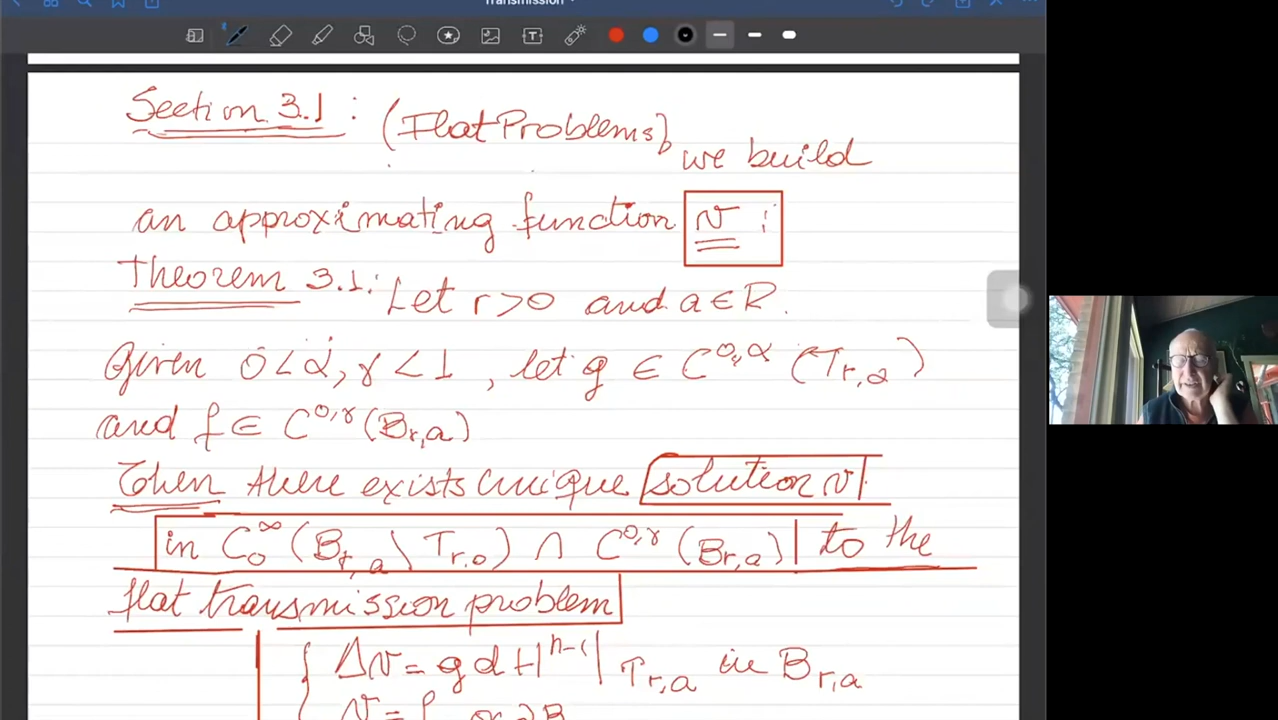 Transmission
Section 3.1 : (Flat Problems) we build
an approximating function v :
Theorem 3.1: Let r>0 and a ∈ R.
Given 0 < α, γ < 1 , let g ∈ C^{0,α} (T_{r,a})
and f ∈ C^{0,γ} (B_{r,a})
Then there exists unique solution v
in C_0^∞ (B_{r,a} \ T_{r,a}) ∩ C^{0,γ} (B_{r,a}) to the
flat transmission problem
{ Δv = g dH^{n-1}|_{T_{r,a}} in B_{r,a}
v = f on ∂B